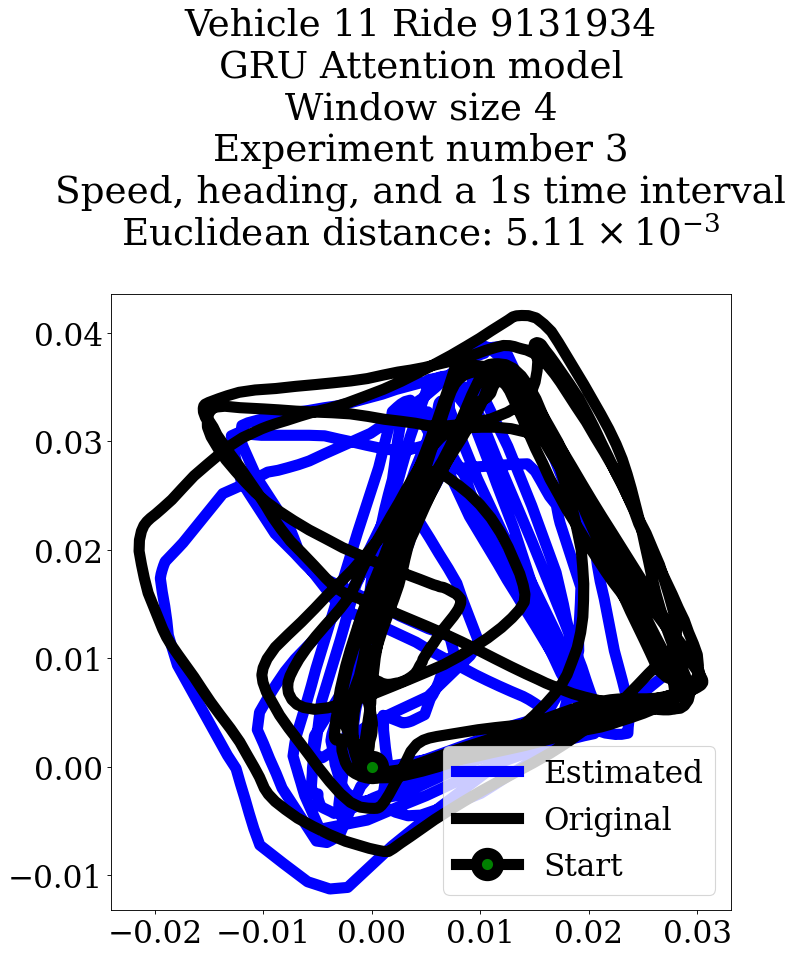 Vehicle 11 Ride 9131934
GRU Attention model
Window size 4
Experiment number 3
Speed, heading, and a 1s time interval
Euclidean distance: 5.11 × 10⁻³
0.04
0.03
0.02
0.01
0.00
−0.01
Estimated
Original
Start
−0.02 −0.01 0.00 0.01 0.02 0.03